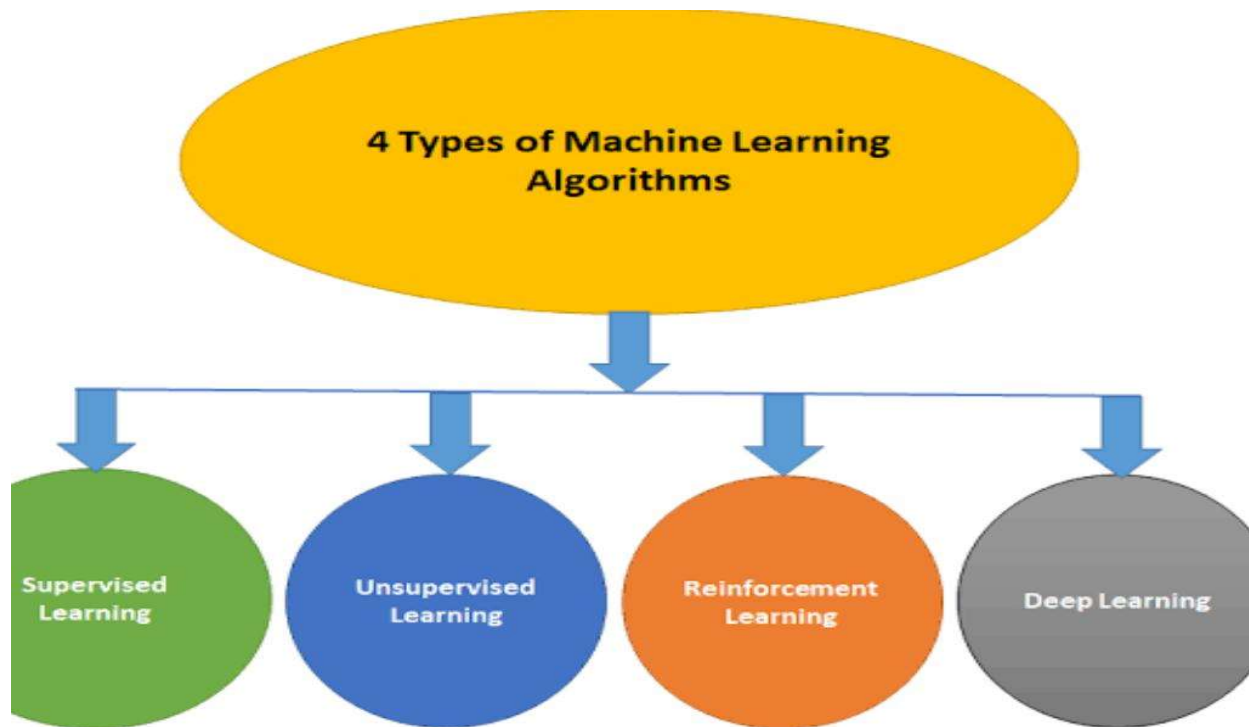 4 Types of Machine Learning
Algorithms
Supervised
Learning
Unsupervised
Learning
Reinforcement
Learning
Deep Learning